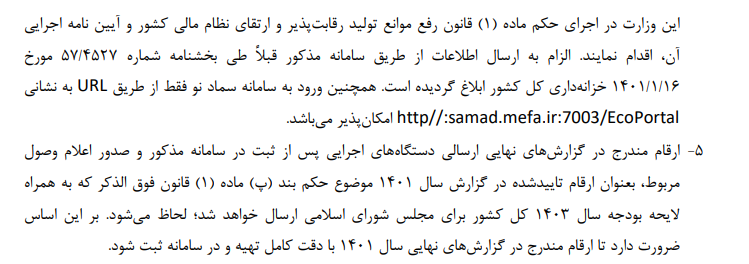 این وزارت در اجرای حکم ماده (۱) قانون رفع موانع تولید رقابت‌پذیر و ارتقای نظام مالی کشور و آیین نامه اجرایی
آن، اقدام نمایند. الزام به ارسال اطلاعات از طریق سامانه مذکور قبلاً طی بخشنامه شماره ۵۷/۴۵۲۷ مورخ
۱۴۰۱/۱/۱۶ خزانه‌داری کل کشور ابلاغ گردیده است. همچنین ورود به سامانه سماد نو فقط از طریق URL به نشانی
http//:samad.mefa.ir:7003/EcoPortal امکان‌پذیر می‌باشد.
۵- ارقام مندرج در گزارش‌های نهایی ارسالی دستگاه‌های اجرایی پس از ثبت در سامانه مذکور و صدور اعلام وصول
مربوط، بعنوان ارقام تاییدشده در گزارش سال ۱۴۰۱ موضوع حکم بند (پ) ماده (۱) قانون فوق الذکر که به همراه
لایحه بودجه سال ۱۴۰۳ کل کشور برای مجلس شورای اسلامی ارسال خواهد شد؛ لحاظ می‌شود. بر این اساس
ضرورت دارد تا ارقام مندرج در گزارش‌های نهایی سال ۱۴۰۱ با دقت کامل تهیه و در سامانه ثبت شود.